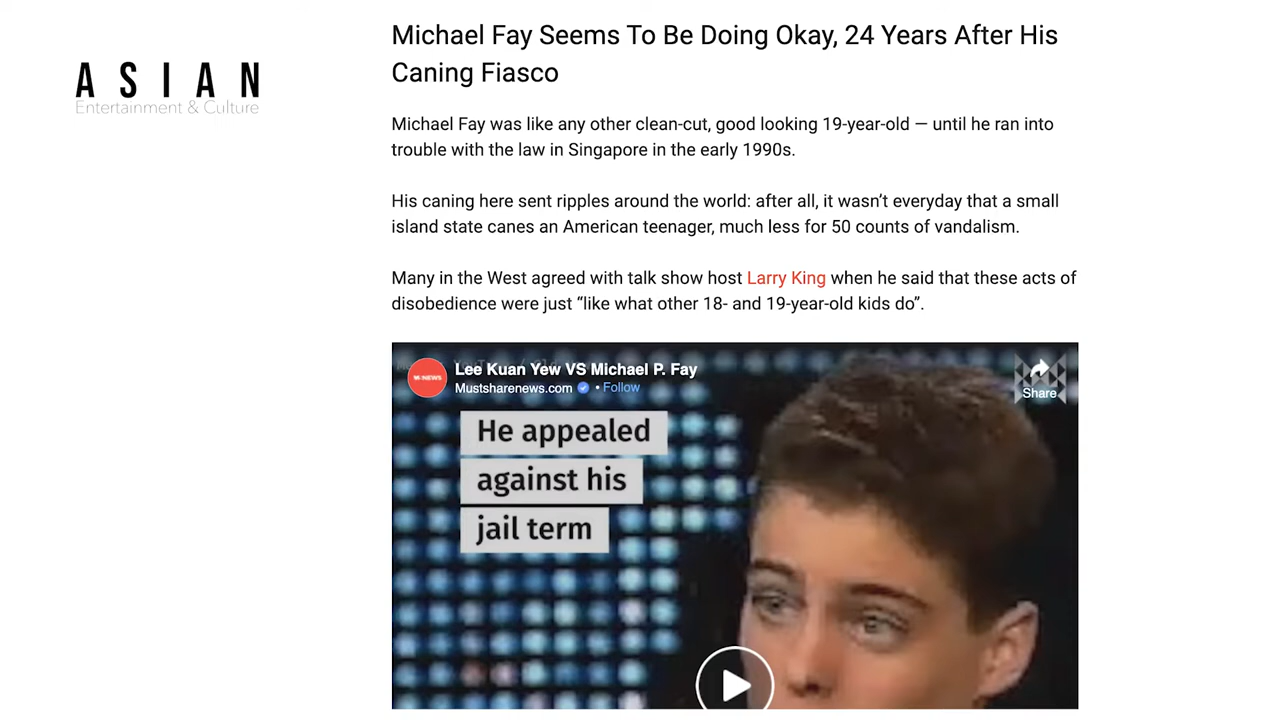 Michael Fay Seems To Be Doing Okay, 24 Years After His
Caning Fiasco
ASIAN
Entertainment & Culture
Michael Fay was like any other clean-cut, good looking 19-year-old — until he ran into
trouble with the law in Singapore in the early 1990s.
His caning here sent ripples around the world: after all, it wasn’t everyday that a small
island state canes an American teenager, much less for 50 counts of vandalism.
Many in the West agreed with talk show host Larry King when he said that these acts of
disobedience were just “like what other 18- and 19-year-old kids do”.
Lee Kuan Yew VS Michael P. Fay
Mustsharenews.com • Follow
NEWS
Share
He appealed
against his
jail term